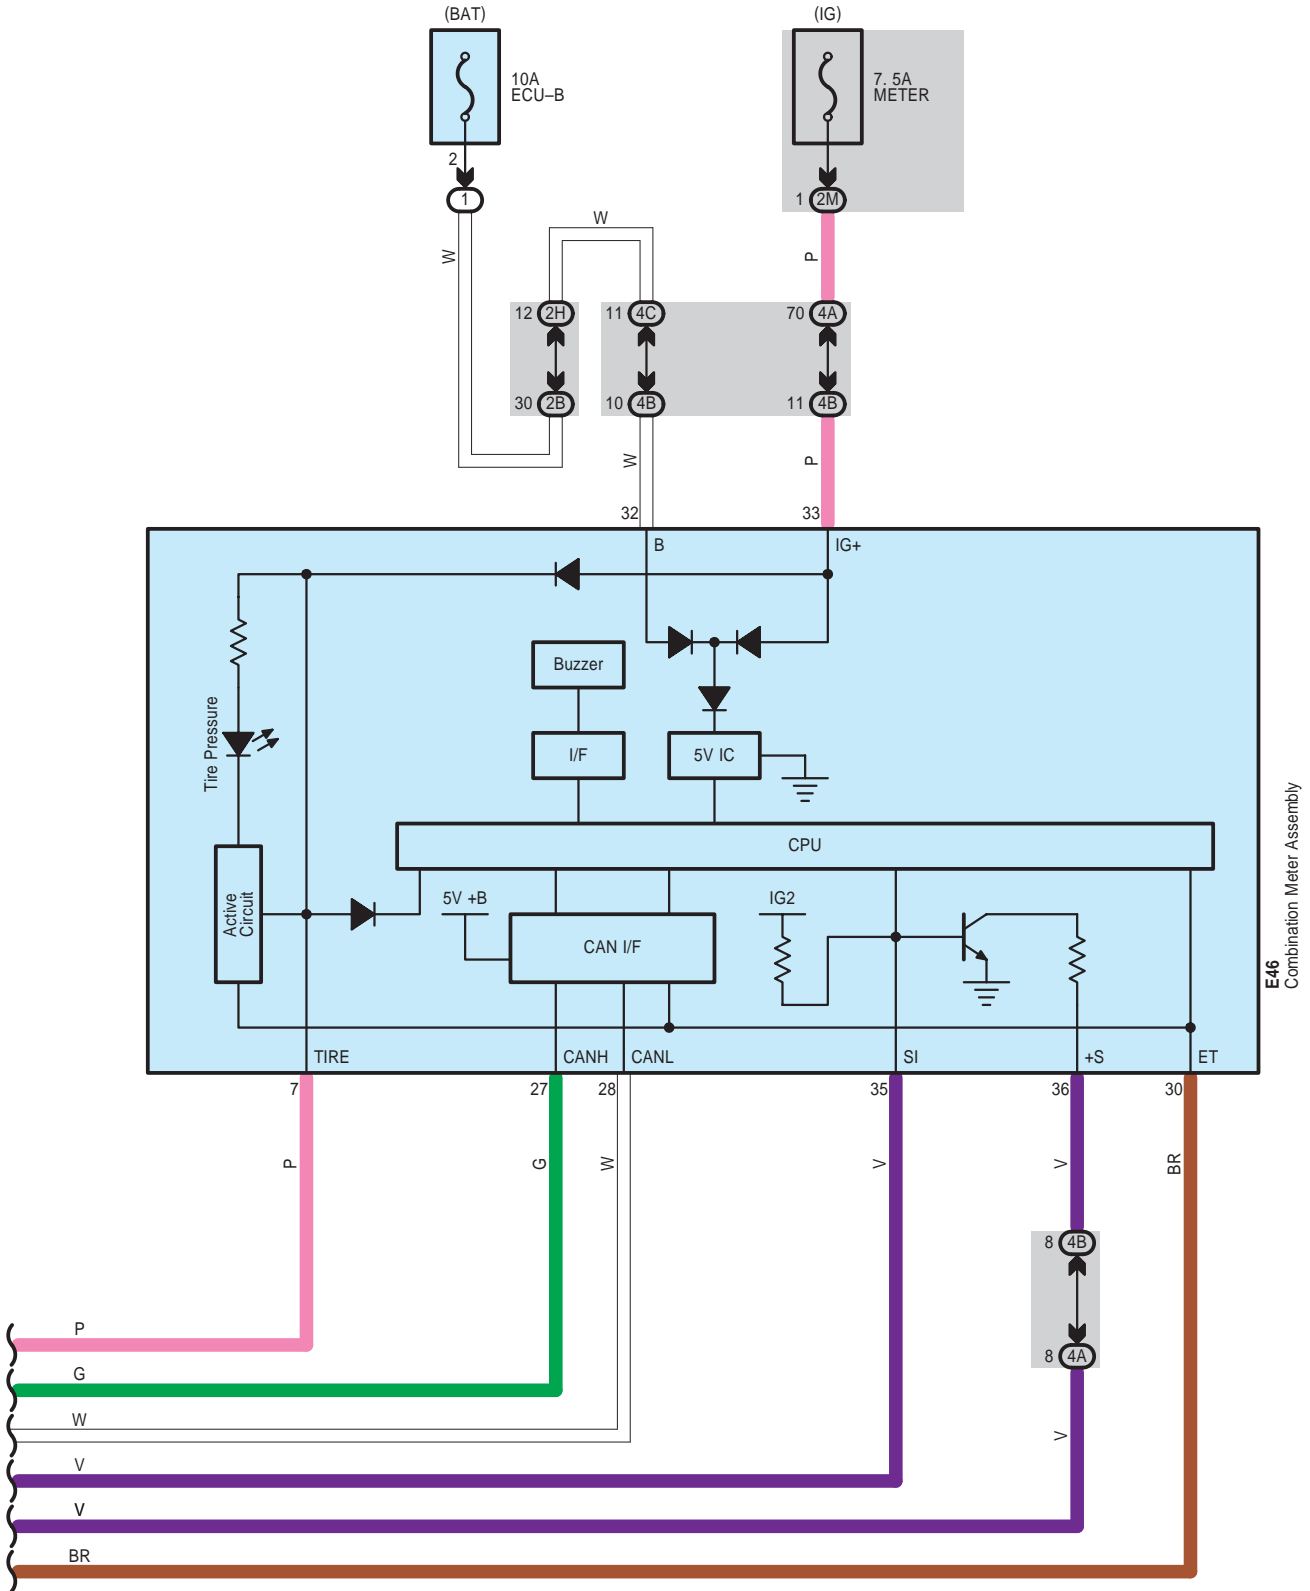 (BAT)
(IG)
10A
ECU–B
7. 5A
METER
2
1
1
2M
W
W
P
12
2H
11
4C
70
4A
30
2B
10
4B
11
4B
W
P
32
33
B
IG+
Buzzer
Tire Pressure
I/F
5V IC
CPU
Active
Circuit
5V +B
IG2
CAN I/F
E46
Combination Meter Assembly
TIRE
CANH
CANL
SI
+S
ET
7
27
28
35
36
30
P
G
W
V
V
BR
8
4B
8
4A
V
P
G
W
V
V
BR